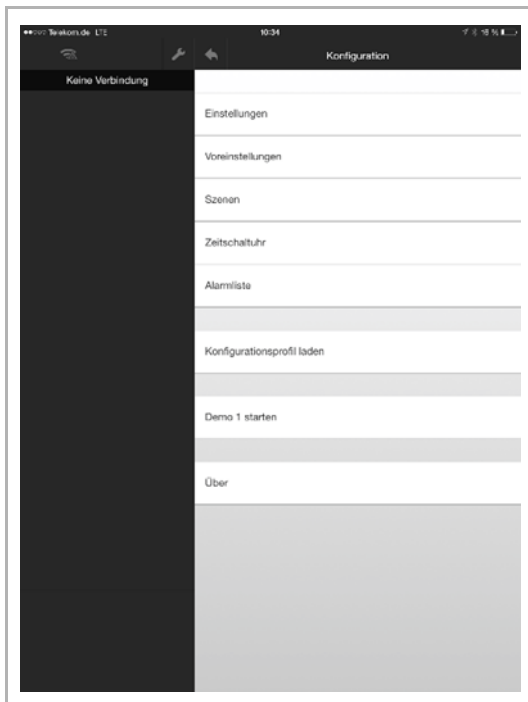 Telekom.de LTE
10:34
18 %
Konfiguration
Keine Verbindung
Einstellungen
Voreinstellungen
Szenen
Zeitschaltuhr
Alarmliste
Konfigurationsprofil laden
Demo 1 starten
Über